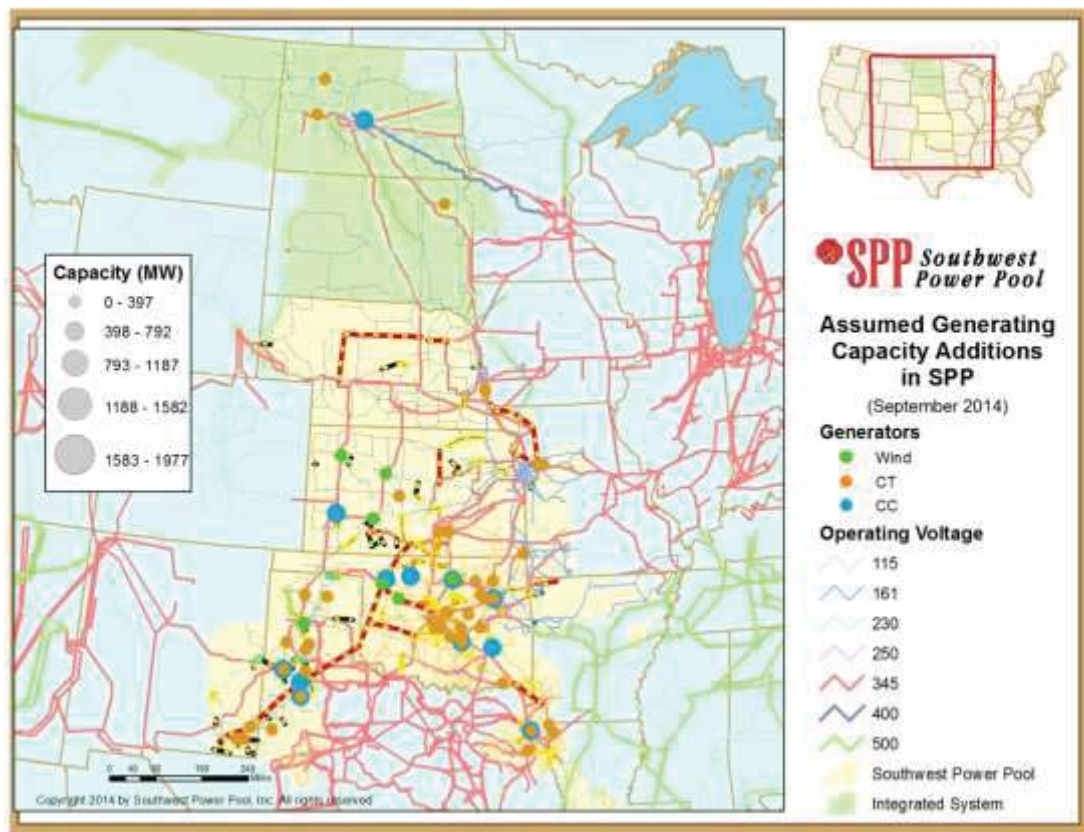 Capacity (MW)
0 - 397
398 - 792
793 - 1187
1188 - 1582
1583 - 1977
Miles
Copyright 2014 by Southwest Power Pool, Inc. All rights reserved
SPP Southwest
Power Pool
Assumed Generating
Capacity Additions
in SPP
(September 2014)
Generators
Wind
CT
CC
Operating Voltage
115
161
230
250
345
400
500
Southwest Power Pool
Integrated System